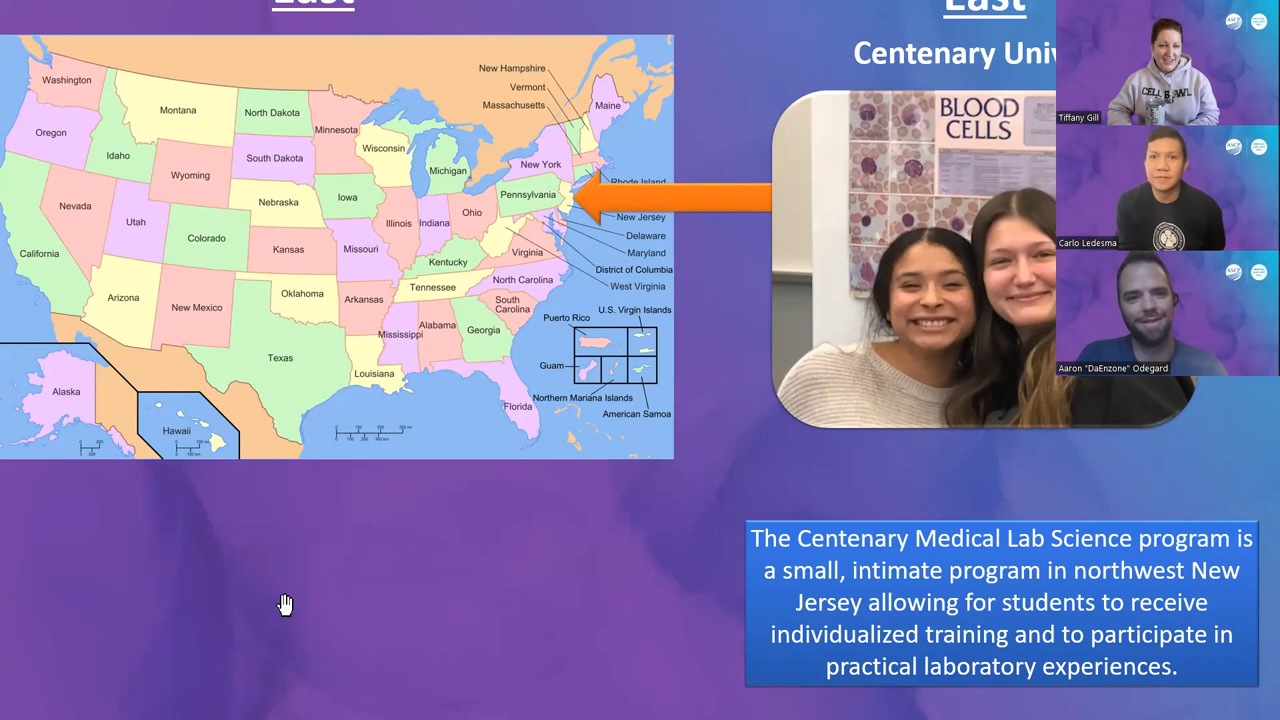 East
East
Centenary Univ
Washington
Oregon
California
Nevada
Idaho
Montana
Wyoming
Utah
Arizona
Colorado
New Mexico
North Dakota
South Dakota
Nebraska
Kansas
Oklahoma
Texas
Minnesota
Iowa
Missouri
Arkansas
Louisiana
Wisconsin
Illinois
Michigan
Indiana
Ohio
Kentucky
Tennessee
Mississippi
Alabama
Georgia
Florida
South
Carolina
North Carolina
Virginia
West Virginia
District of Columbia
Maryland
Delaware
New Jersey
Pennsylvania
New York
Rhode Island
Massachusetts
Vermont
New Hampshire
Maine
Alaska
Hawaii
Puerto Rico
U.S. Virgin Islands
Guam
Northern Mariana Islands
American Samoa
BLOOD
CELLS
Tiffany Gill
Carlo Ledesma
Aaron "DaEnzone" Odegard
The Centenary Medical Lab Science program is
a small, intimate program in northwest New
Jersey allowing for students to receive
individualized training and to participate in
practical laboratory experiences.